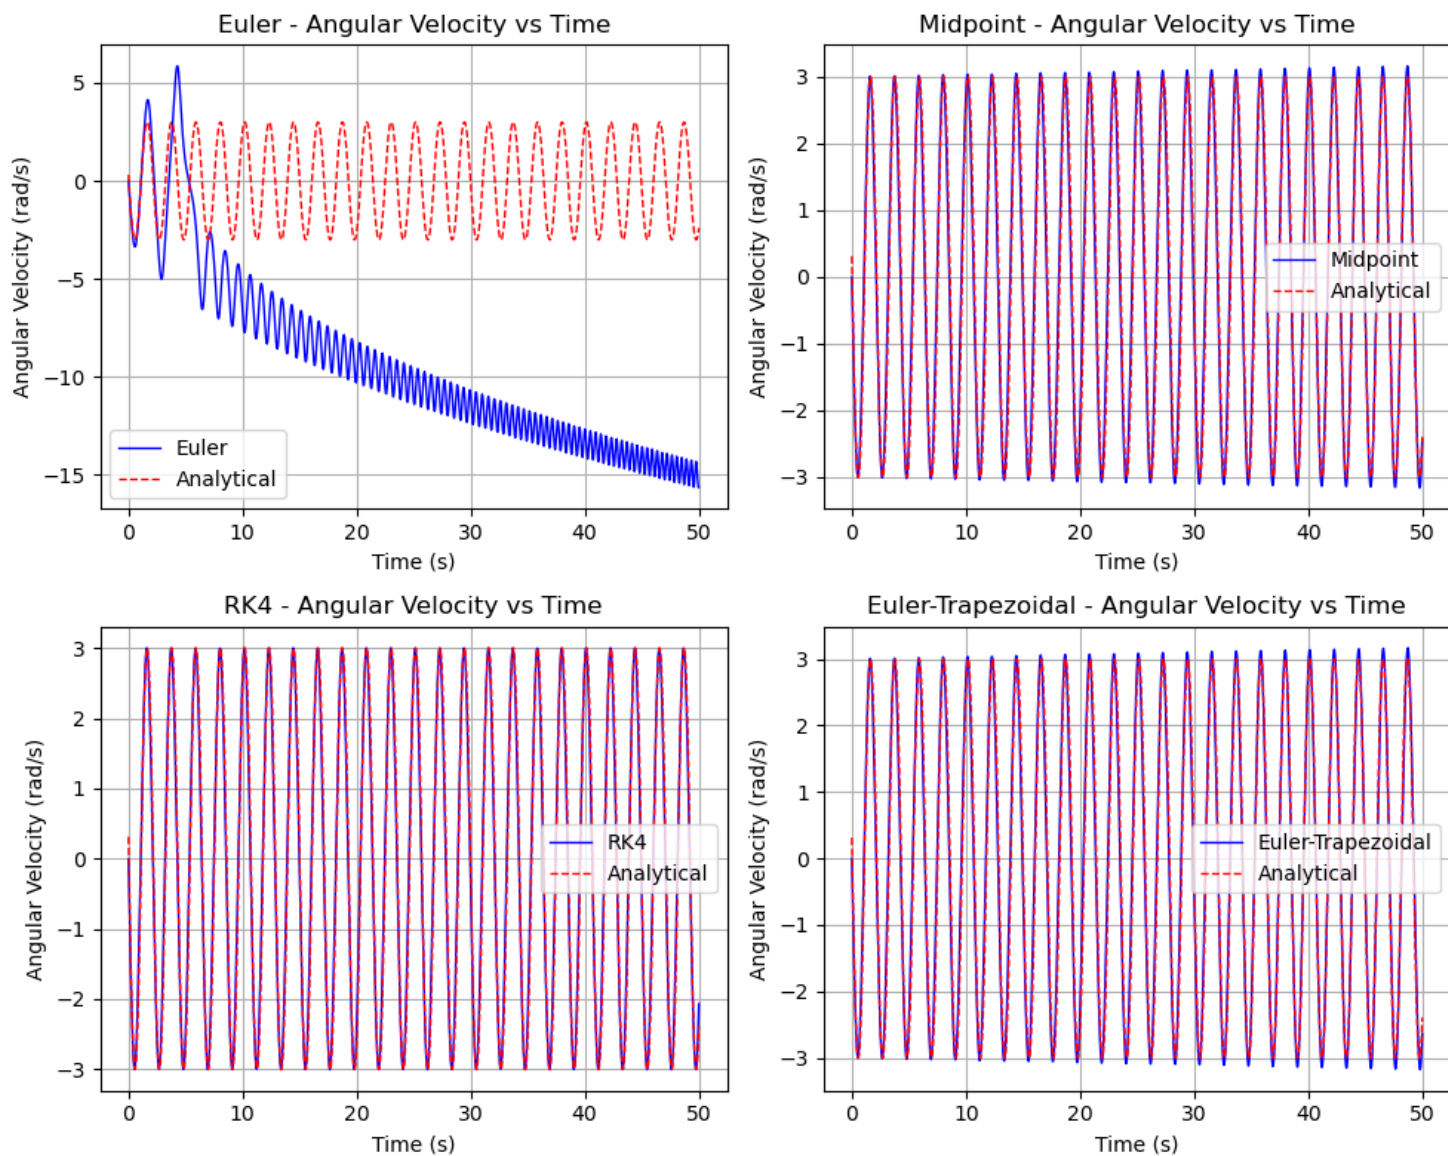 Euler - Angular Velocity vs Time
Angular Velocity (rad/s)
5
0
−5
−10
−15
Euler
Analytical
0 10 20 30 40 50
Time (s)
Midpoint - Angular Velocity vs Time
Angular Velocity (rad/s)
3
2
1
0
−1
−2
−3
Midpoint
Analytical
0 10 20 30 40 50
Time (s)
RK4 - Angular Velocity vs Time
Angular Velocity (rad/s)
3
2
1
0
−1
−2
−3
RK4
Analytical
0 10 20 30 40 50
Time (s)
Euler-Trapezoidal - Angular Velocity vs Time
Angular Velocity (rad/s)
3
2
1
0
−1
−2
−3
Euler-Trapezoidal
Analytical
0 10 20 30 40 50
Time (s)